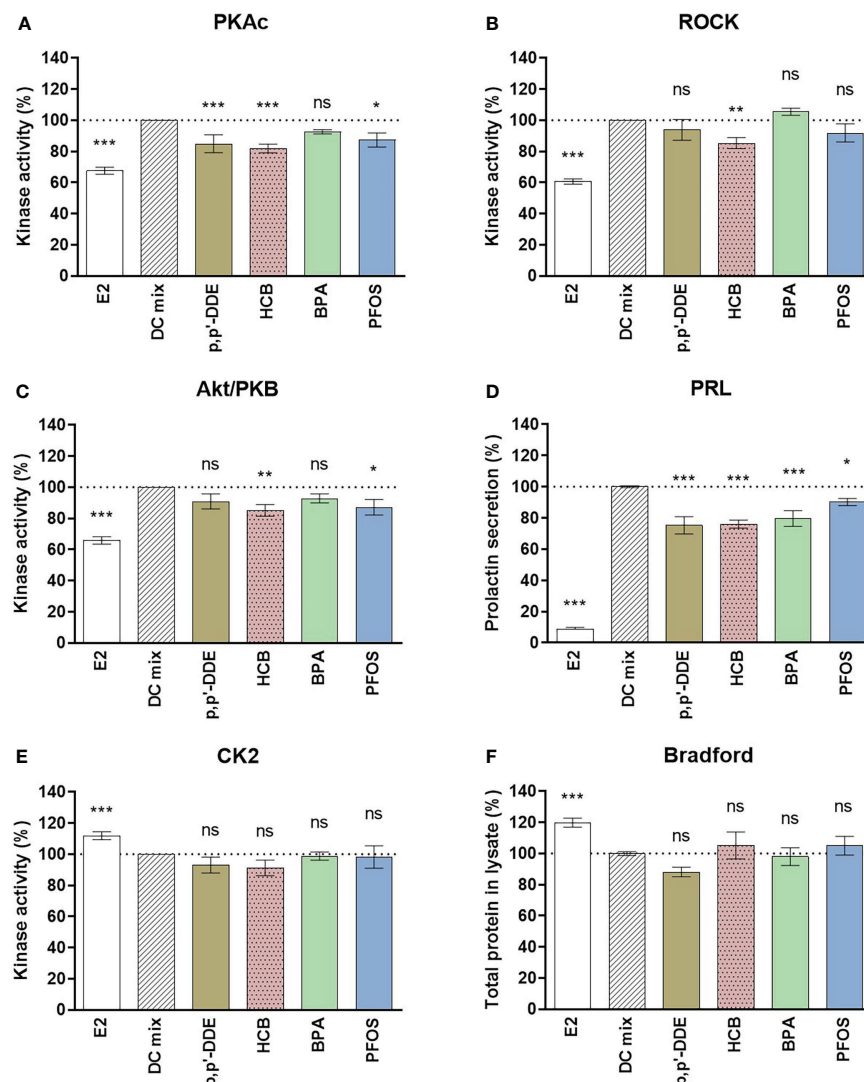 A
PKAc
Kinase activity (%)
140
120
100
80
60
40
20
0
***
***
***
ns
*
E2
DC mix
p,p'-DDE
HCB
BPA
PFOS
B
ROCK
Kinase activity (%)
140
120
100
80
60
40
20
0
***
ns
**
ns
ns
E2
DC mix
p,p'-DDE
HCB
BPA
PFOS
C
Akt/PKB
Kinase activity (%)
140
120
100
80
60
40
20
0
***
ns
**
ns
*
E2
DC mix
p,p'-DDE
HCB
BPA
PFOS
D
PRL
Prolactin secretion (%)
140
120
100
80
60
40
20
0
***
***
***
***
*
E2
DC mix
p,p'-DDE
HCB
BPA
PFOS
E
CK2
Kinase activity (%)
140
120
100
80
60
40
20
0
***
ns
ns
ns
ns
E2
DC mix
p,p'-DDE
HCB
BPA
PFOS
F
Bradford
Total protein in lysate (%)
140
120
100
80
60
40
20
0
***
ns
ns
ns
ns
E2
DC mix
p,p'-DDE
HCB
BPA
PFOS